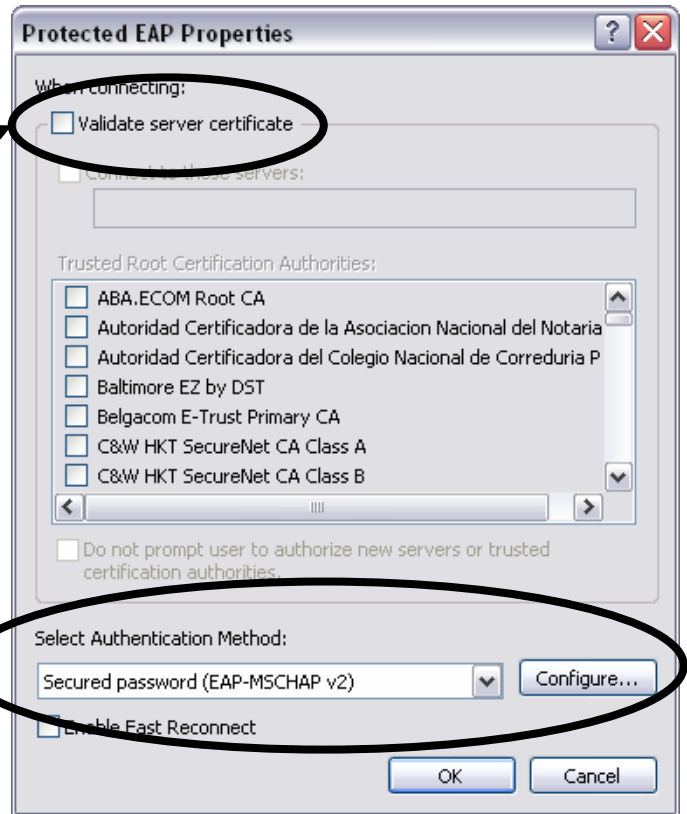 Protected EAP Properties
When connecting:
Validate server certificate
Connect to these servers:
Trusted Root Certification Authorities:
ABA.ECOM Root CA
Autoridad Certificadora de la Asociacion Nacional del Notaria
Autoridad Certificadora del Colegio Nacional de Correduria P
Baltimore EZ by DST
Belgacom E-Trust Primary CA
C&W HKT SecureNet CA Class A
C&W HKT SecureNet CA Class B
Do not prompt user to authorize new servers or trusted
certification authorities.
Select Authentication Method:
Secured password (EAP-MSCHAP v2)
Configure...
Enable Fast Reconnect
OK
Cancel